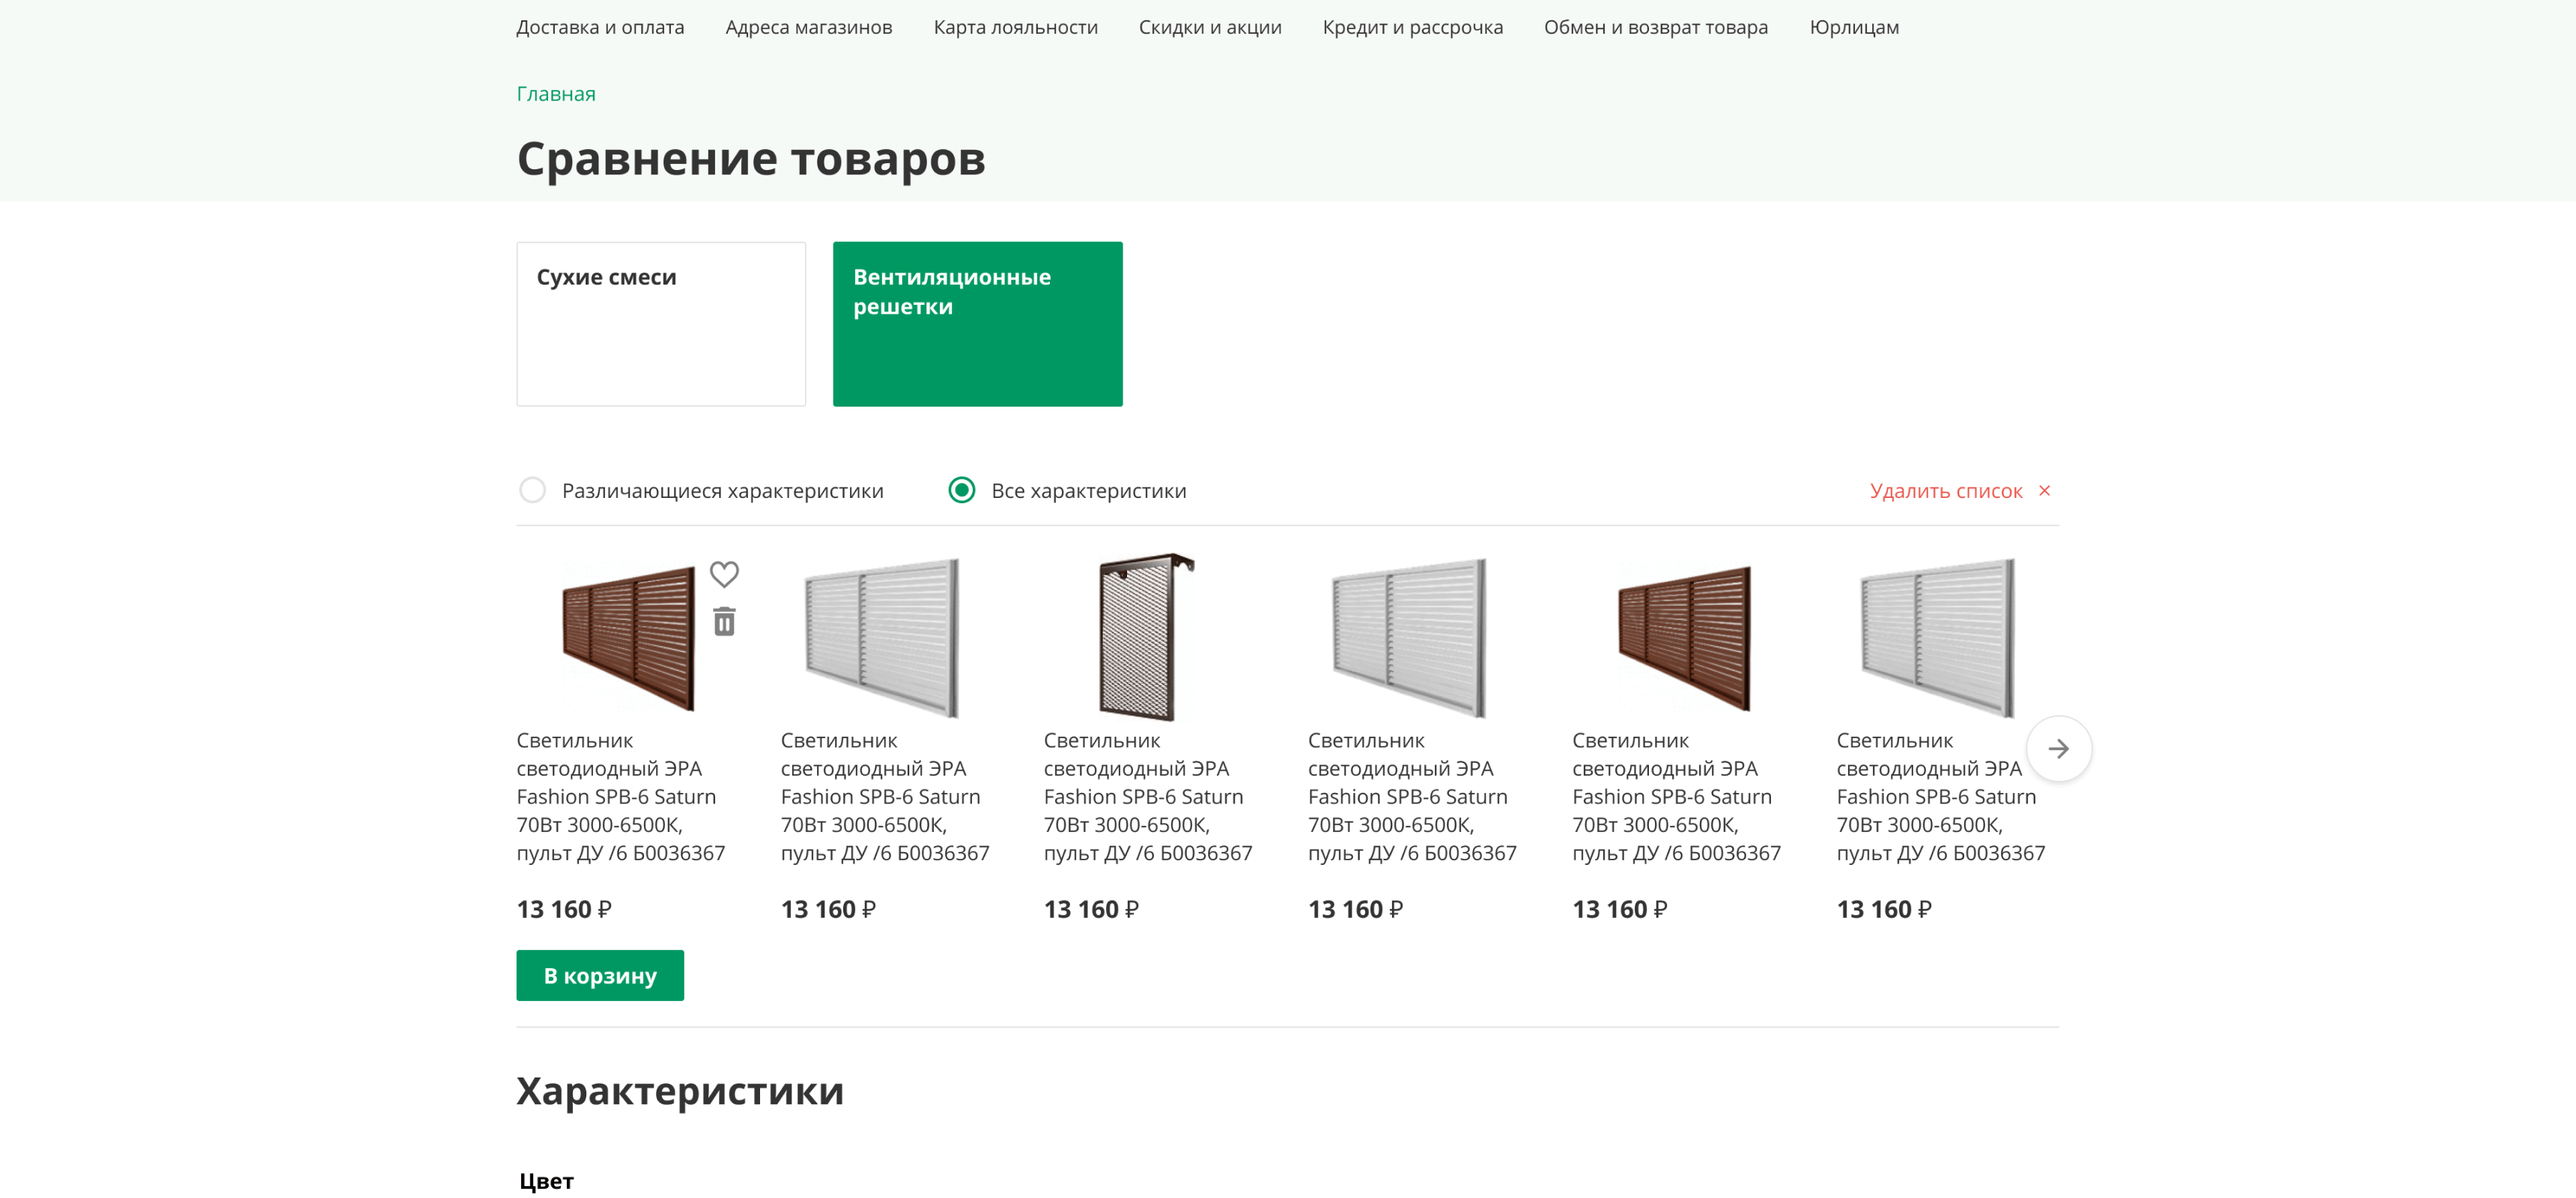 Доставка и оплата Адреса магазинов Карта лояльности Скидки и акции Кредит и рассрочка Обмен и возврат товара Юрлицам
Главная
Сравнение товаров
Сухие смеси
Вентиляционные
решетки
Различающиеся характеристики Все характеристики Удалить список ×
Светильник
светодиодный ЭРА
Fashion SPB-6 Saturn
70Вт 3000-6500К,
пульт ДУ /6 Б0036367
13 160 ₽
В корзину
Светильник
светодиодный ЭРА
Fashion SPB-6 Saturn
70Вт 3000-6500К,
пульт ДУ /6 Б0036367
13 160 ₽
Светильник
светодиодный ЭРА
Fashion SPB-6 Saturn
70Вт 3000-6500К,
пульт ДУ /6 Б0036367
13 160 ₽
Светильник
светодиодный ЭРА
Fashion SPB-6 Saturn
70Вт 3000-6500К,
пульт ДУ /6 Б0036367
13 160 ₽
Светильник
светодиодный ЭРА
Fashion SPB-6 Saturn
70Вт 3000-6500К,
пульт ДУ /6 Б0036367
13 160 ₽
Светильник
светодиодный ЭРА
Fashion SPB-6 Saturn
70Вт 3000-6500К,
пульт ДУ /6 Б0036367
13 160 ₽
Характеристики
Цвет